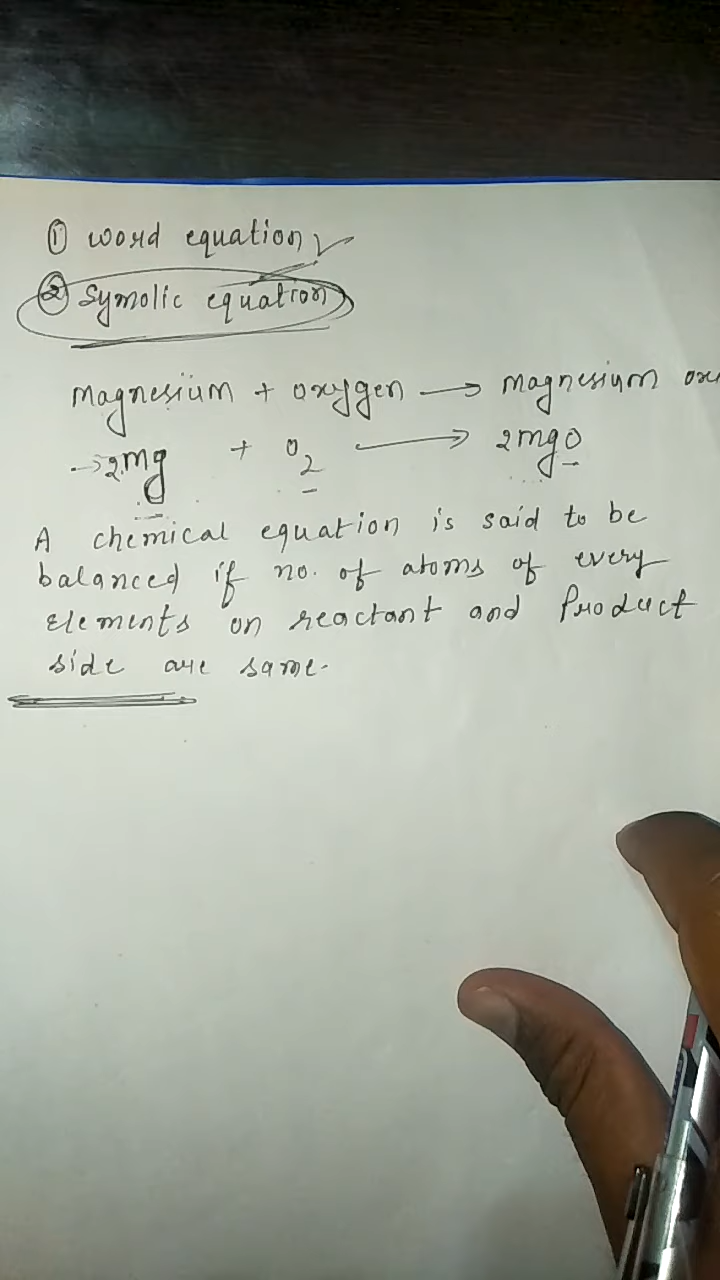 ① word equation ✓
② Symolic equation
magnesium + oxygen → magnesium
→ 2mg + O₂ → 2mgO
A chemical equation is said to be
balanced if no. of atoms of every
elements on reactant and product
side are same.